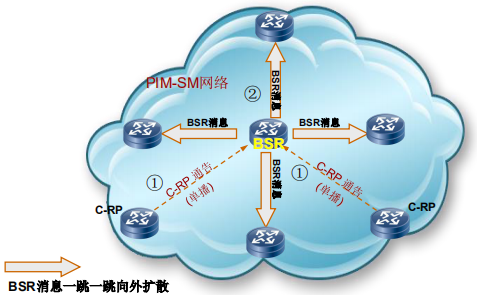 PIM-SM网络
②
BSR消息
BSR消息
BSR消息
BSR
BSR消息
①
C-RP 通告
(单播)
①
C-RP 通告
(单播)
C-RP
C-RP
BSR消息一跳一跳向外扩散